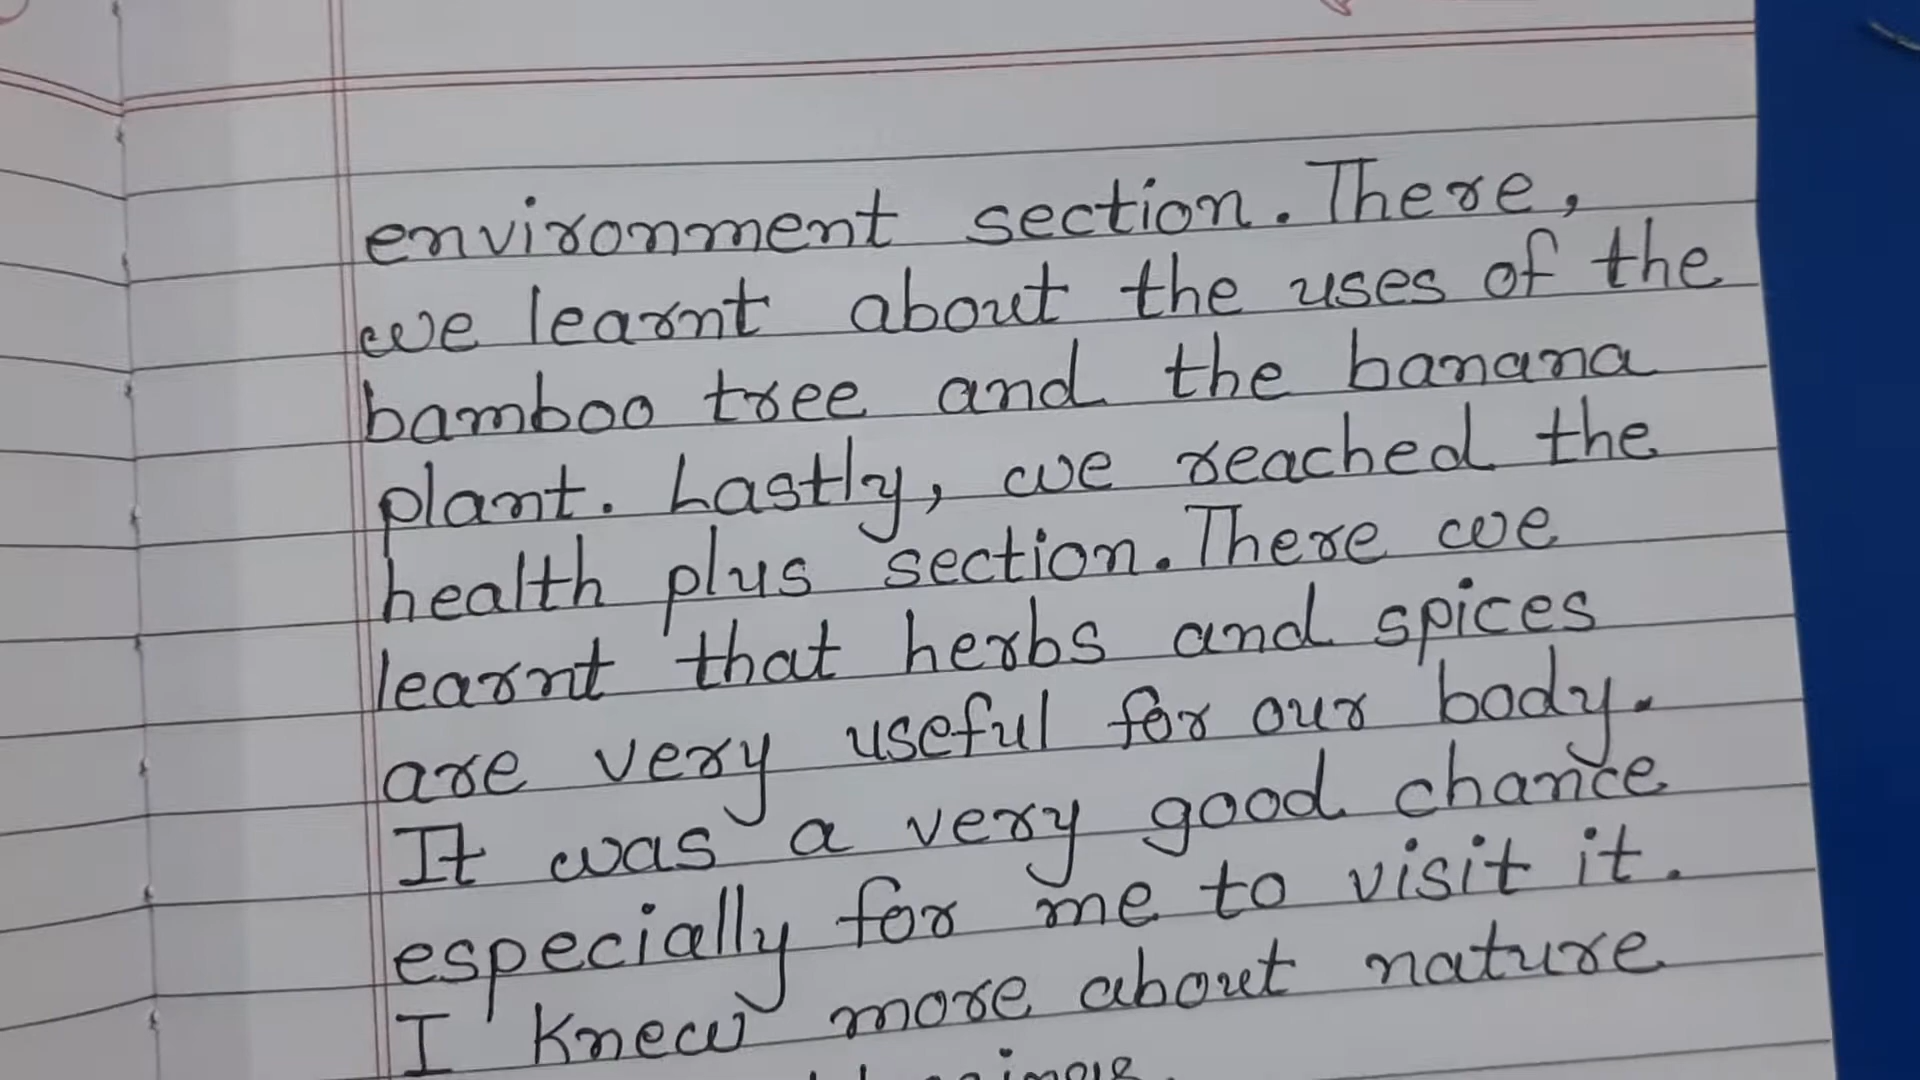 environment section. There,
we learnt about the uses of the
bamboo tree and the banana
plant. Lastly, we reached the
health plus section. There we
learnt that herbs and spices
are very useful for our body.
It was a very good chance
especially for me to visit it.
I knew more about nature